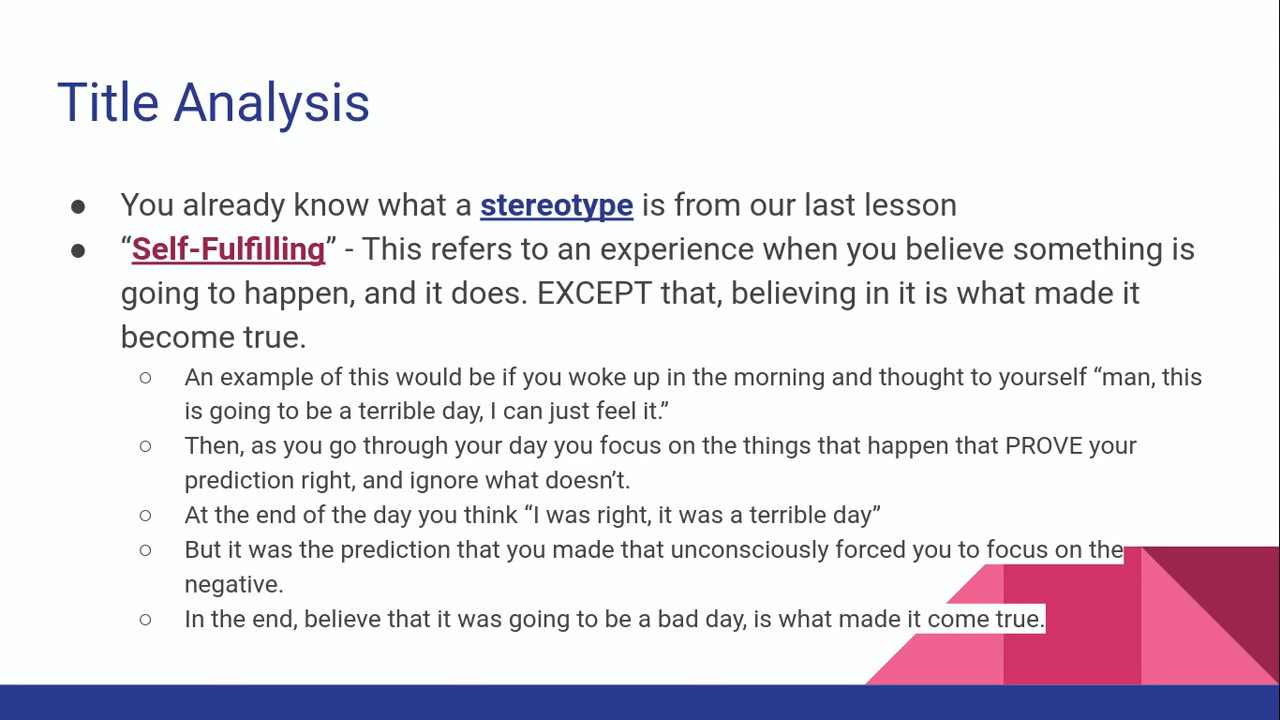 Title Analysis
● You already know what a stereotype is from our last lesson
● “Self-Fulfilling” - This refers to an experience when you believe something is
going to happen, and it does. EXCEPT that, believing in it is what made it
become true.
○ An example of this would be if you woke up in the morning and thought to yourself “man, this
is going to be a terrible day, I can just feel it.”
○ Then, as you go through your day you focus on the things that happen that PROVE your
prediction right, and ignore what doesn’t.
○ At the end of the day you think “I was right, it was a terrible day”
○ But it was the prediction that you made that unconsciously forced you to focus on the
negative.
○ In the end, believe that it was going to be a bad day, is what made it come true.